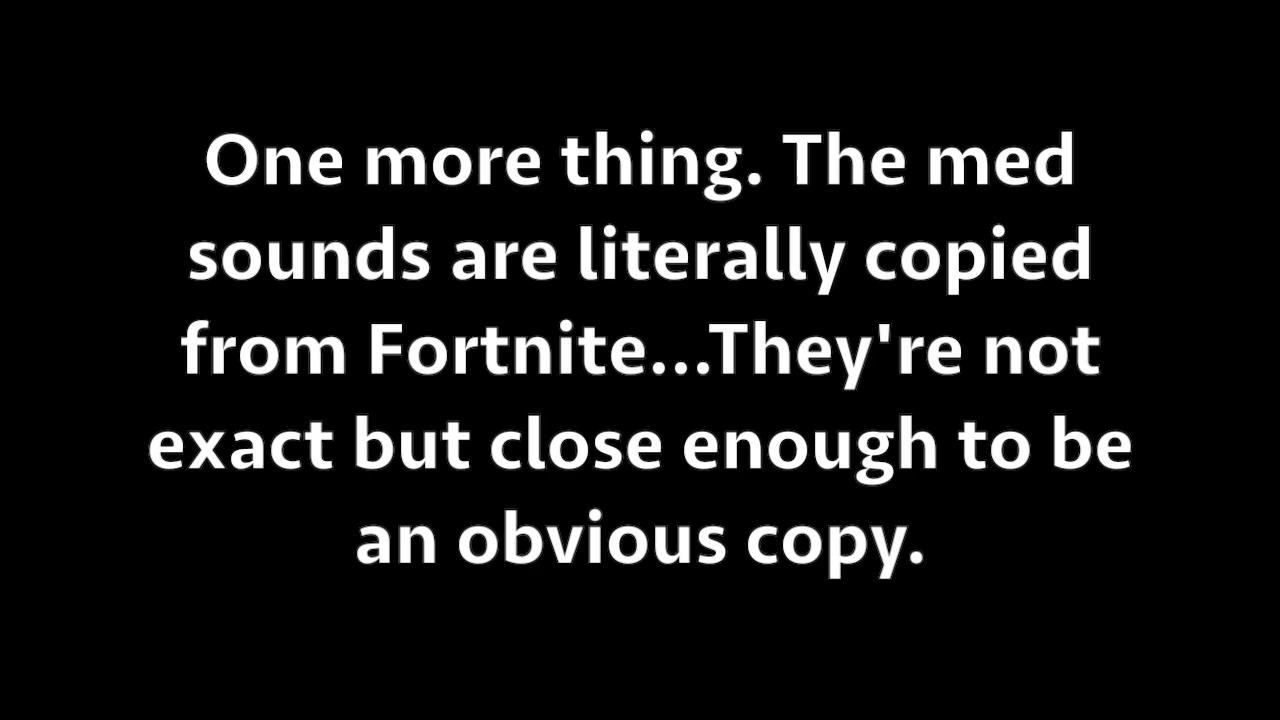 One more thing. The med
sounds are literally copied
from Fortnite...They're not
exact but close enough to be
an obvious copy.